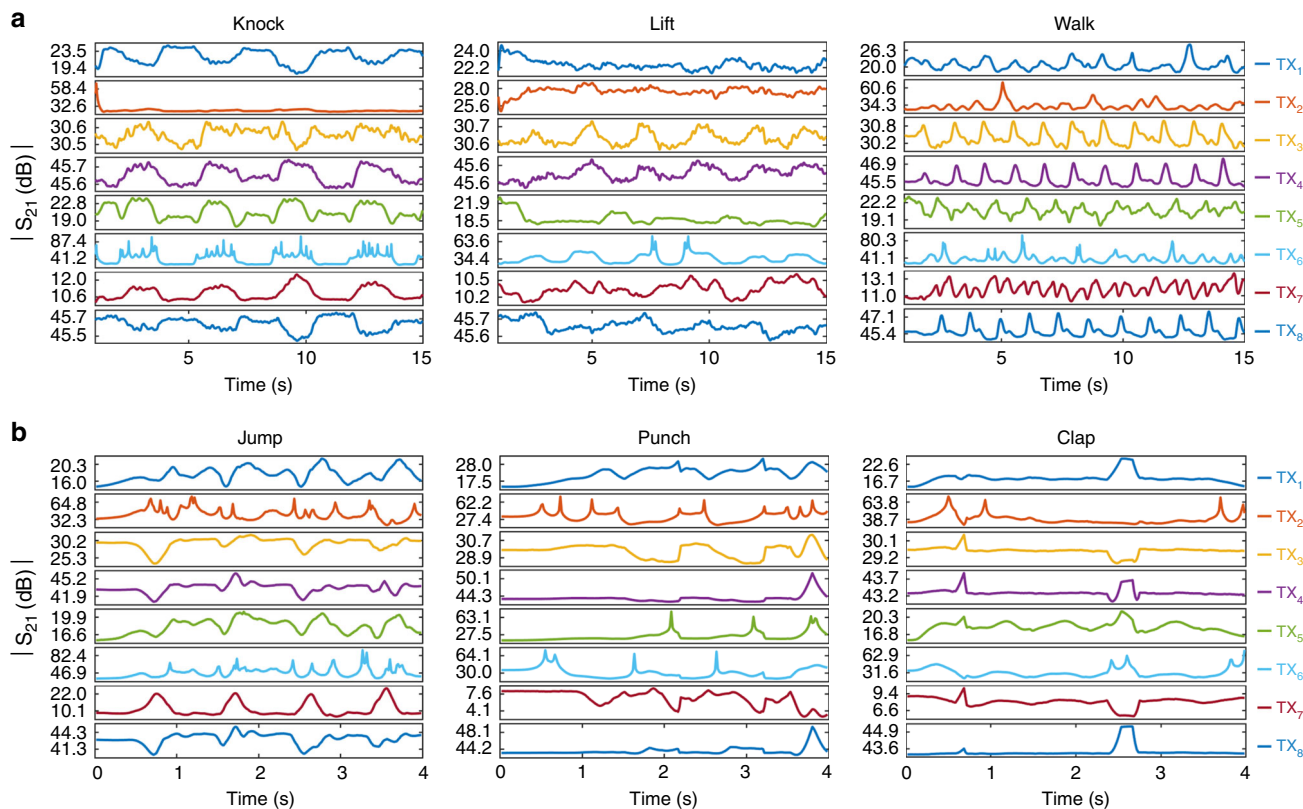 a
Knock Lift Walk
| S21 (dB) |
23.5 24.0 26.3 TX1
19.4 22.2 20.0
58.4 28.0 60.6 TX2
32.6 25.6 34.3
30.6 30.7 30.8 TX3
30.5 30.6 30.2
45.7 45.7 46.9 TX4
45.6 45.6 45.5
22.8 21.9 22.2 TX5
19.0 18.5 19.1
87.4 63.6 80.3 TX6
41.2 34.4 41.1
12.0 10.5 13.1 TX7
10.6 10.2 11.0
45.7 45.7 47.1 TX8
45.5 45.6 45.4
5 10 15 5 10 15 5 10 15
Time (s) Time (s) Time (s)
b
Jump Punch Clap
| S21 (dB) |
20.3 28.0 22.6 TX1
16.0 17.5 16.7
64.8 62.2 63.8 TX2
32.3 27.4 38.7
30.2 30.7 30.1 TX3
25.3 28.9 29.2
45.2 50.1 43.7 TX4
41.9 44.3 43.2
19.9 63.1 20.3 TX5
16.6 27.5 16.8
82.4 64.1 62.9 TX6
46.9 30.0 31.6
22.0 7.6 9.4 TX7
10.1 4.1 6.6
44.3 48.1 44.9 TX8
41.3 44.2 43.6
0 1 2 3 4 0 1 2 3 4 0 1 2 3 4
Time (s) Time (s) Time (s)